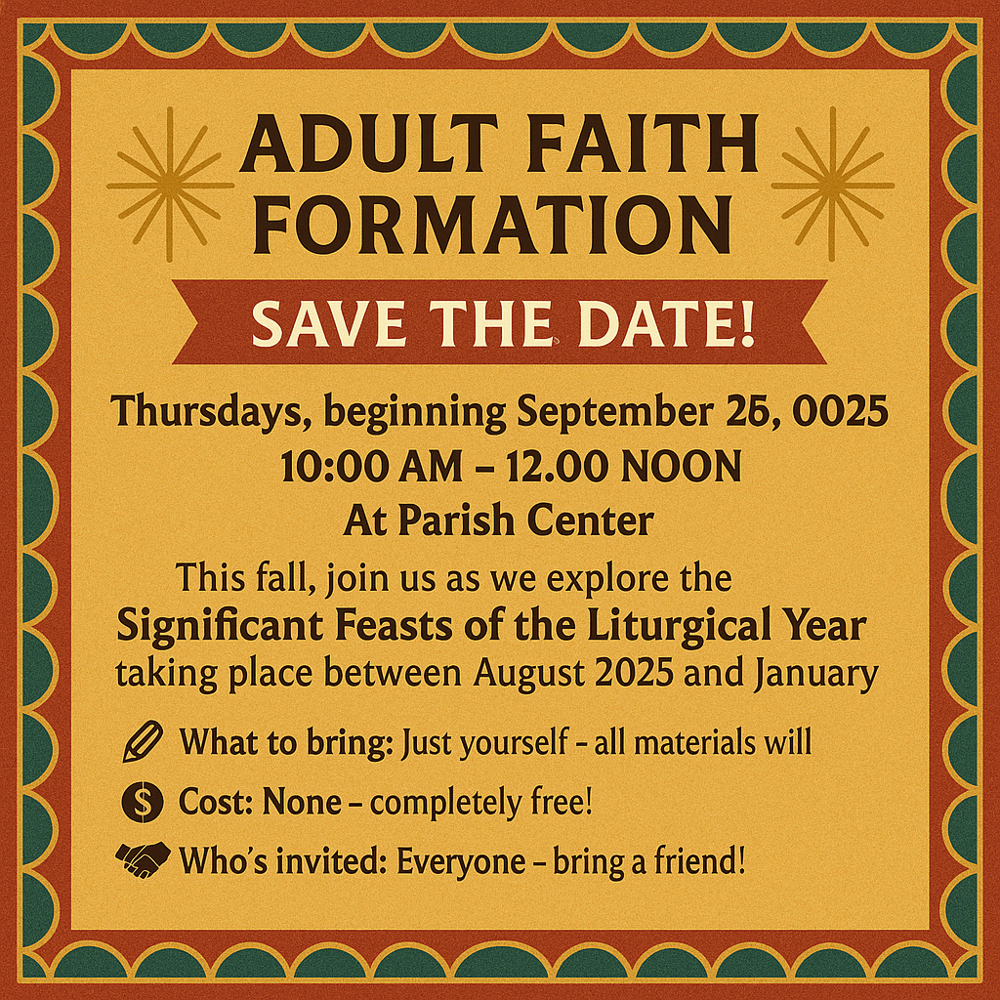 ADULT FAITH
FORMATION
SAVE THE DATE!
Thursdays, beginning September 25, 0025
10:00 AM – 12.00 NOON
At Parish Center
This fall, join us as we explore the
Significant Feasts of the Liturgical Year
taking place between August 2025 and January
What to bring: Just yourself – all materials will
Cost: None – completely free!
Who's invited: Everyone – bring a friend!